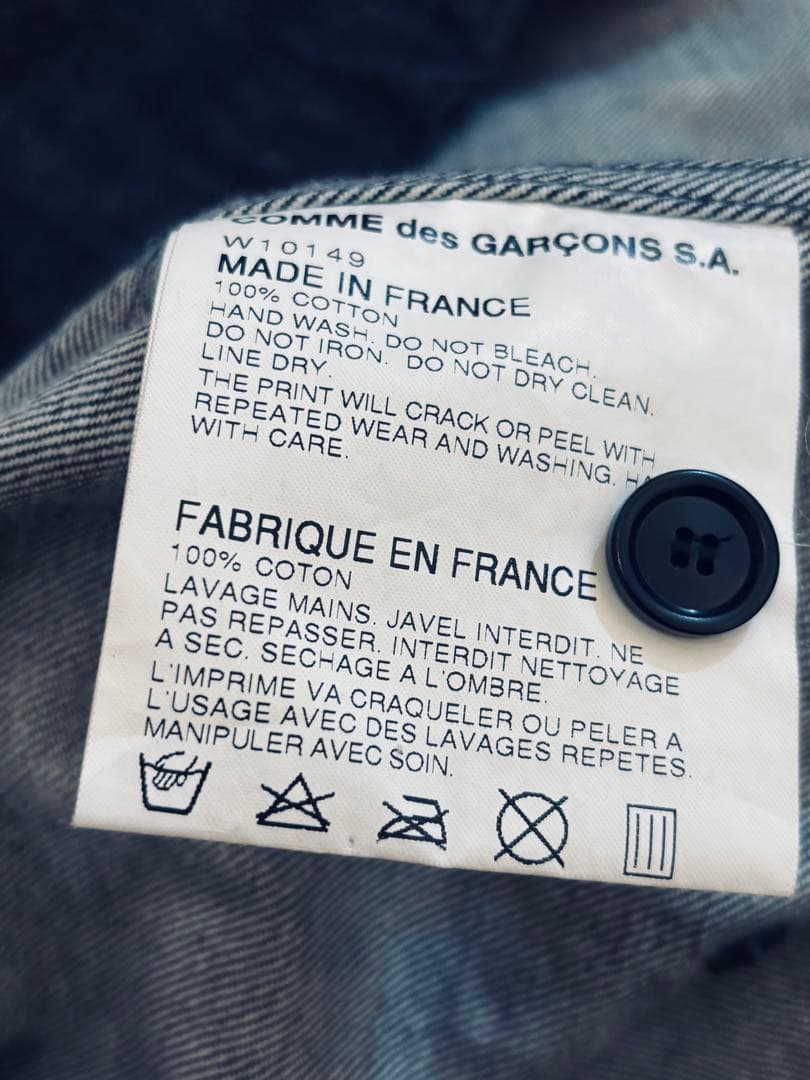 COMME des GARÇONS S.A.
W10149
MADE IN FRANCE
100% COTTON
HAND WASH. DO NOT BLEACH.
DO NOT IRON. DO NOT DRY CLEAN.
LINE DRY.
THE PRINT WILL CRACK OR PEEL WITH
REPEATED WEAR AND WASHING.
WITH CARE.
FABRIQUE EN FRANCE
100% COTON
LAVAGE MAINS. JAVEL INTERDIT. NE
PAS REPASSER. INTERDIT NETTOYAGE
A SEC. SECHAGE A L'OMBRE.
L'IMPRIME VA CRAQUELER OU PELER A
L'USAGE AVEC DES LAVAGES REPETES.
MANIPULER AVEC SOIN.